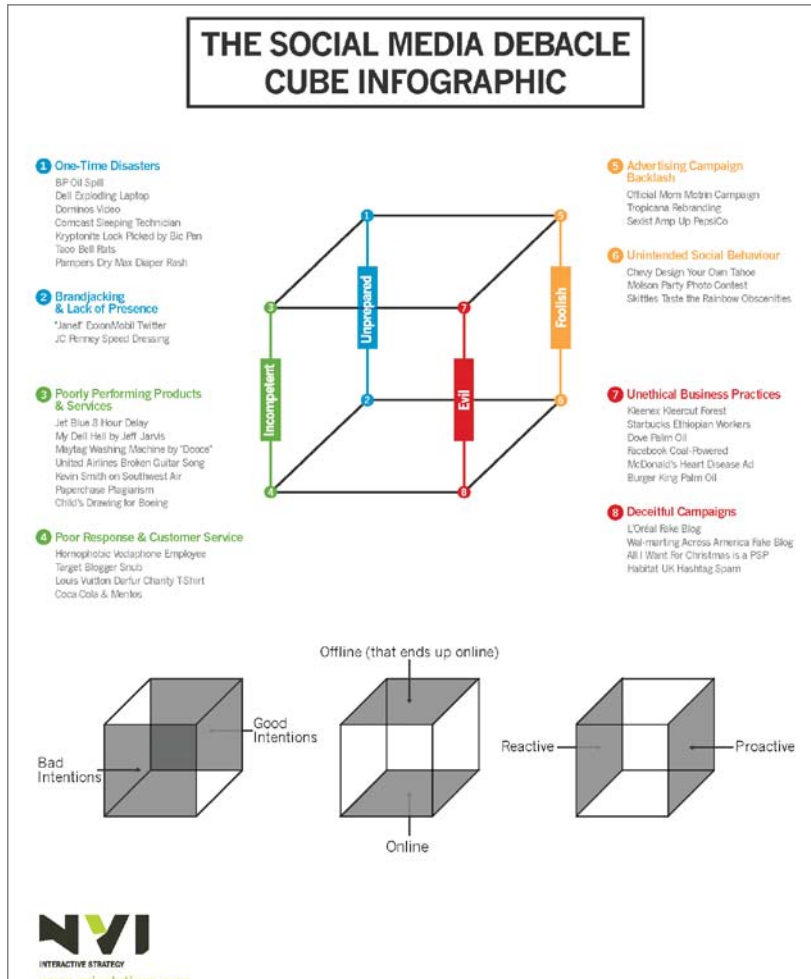 THE SOCIAL MEDIA DEBACLE
CUBE INFOGRAPHIC
1 One-Time Disasters
BP Oil Spill
Dell Exploding Laptop
Dominos Video
Comcast Sleeping Technician
Kryptonite Lock Picked by Bic Pen
Taco Bell Rats
Pampers Dry Max Diaper Rash
2 Brandjacking
& Lack of Presence
"Janet" ExxonMobil Twitter
JC Penney Speed Dressing
3 Poorly Performing Products
& Services
Jet Blue 8 Hour Delay
My Dell Hell by Jeff Jarvis
Maytag Washing Machine by "Dooce"
United Airlines Broken Guitar Song
Kevin Smith on Southwest Air
Paperchase Plagiarism
Child's Drawing for Boeing
4 Poor Response & Customer Service
Homophobic Vodaphone Employee
Target Blogger Snub
Louis Vuitton Darfur Charity T-Shirt
Coca Cola & Mentos
1
5
3
7
2
6
4
8
Unprepared
Foolish
Incompetent
Evil
5 Advertising Campaign
Backlash
Official Mom Motrin Campaign
Tropicana Rebranding
Sexist Amp Up PepsiCo
6 Unintended Social Behaviour
Chevy Design Your Own Tahoe
Molson Party Photo Contest
Skittles Taste the Rainbow Obscenities
7 Unethical Business Practices
Kleenex Kleercut Forest
Starbucks Ethiopian Workers
Dove Palm Oil
Facebook Coal-Powered
McDonald's Heart Disease Ad
Burger King Palm Oil
8 Deceitful Campaigns
L'Oréal Fake Blog
Wal-marting Across America Fake Blog
All I Want For Christmas is a PSP
Habitat UK Hashtag Spam
Bad
Intentions
Good
Intentions
Offline (that ends up online)
Online
Reactive
Proactive
NVI
INTERACTIVE STRATEGY